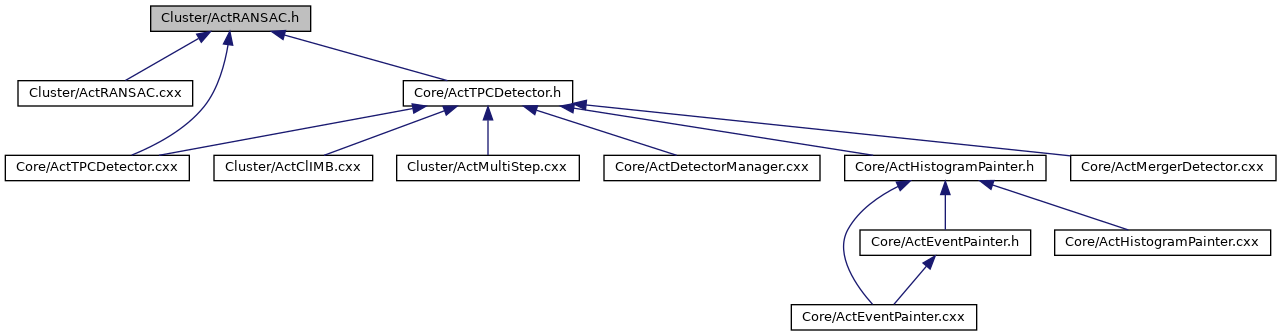 Cluster/ActRANSAC.h
Cluster/ActRANSAC.cxx
Core/ActTPCDetector.h
Core/ActTPCDetector.cxx
Cluster/ActClIMB.cxx
Cluster/ActMultiStep.cxx
Core/ActDetectorManager.cxx
Core/ActHistogramPainter.h
Core/ActMergerDetector.cxx
Core/ActEventPainter.h
Core/ActHistogramPainter.cxx
Core/ActEventPainter.cxx